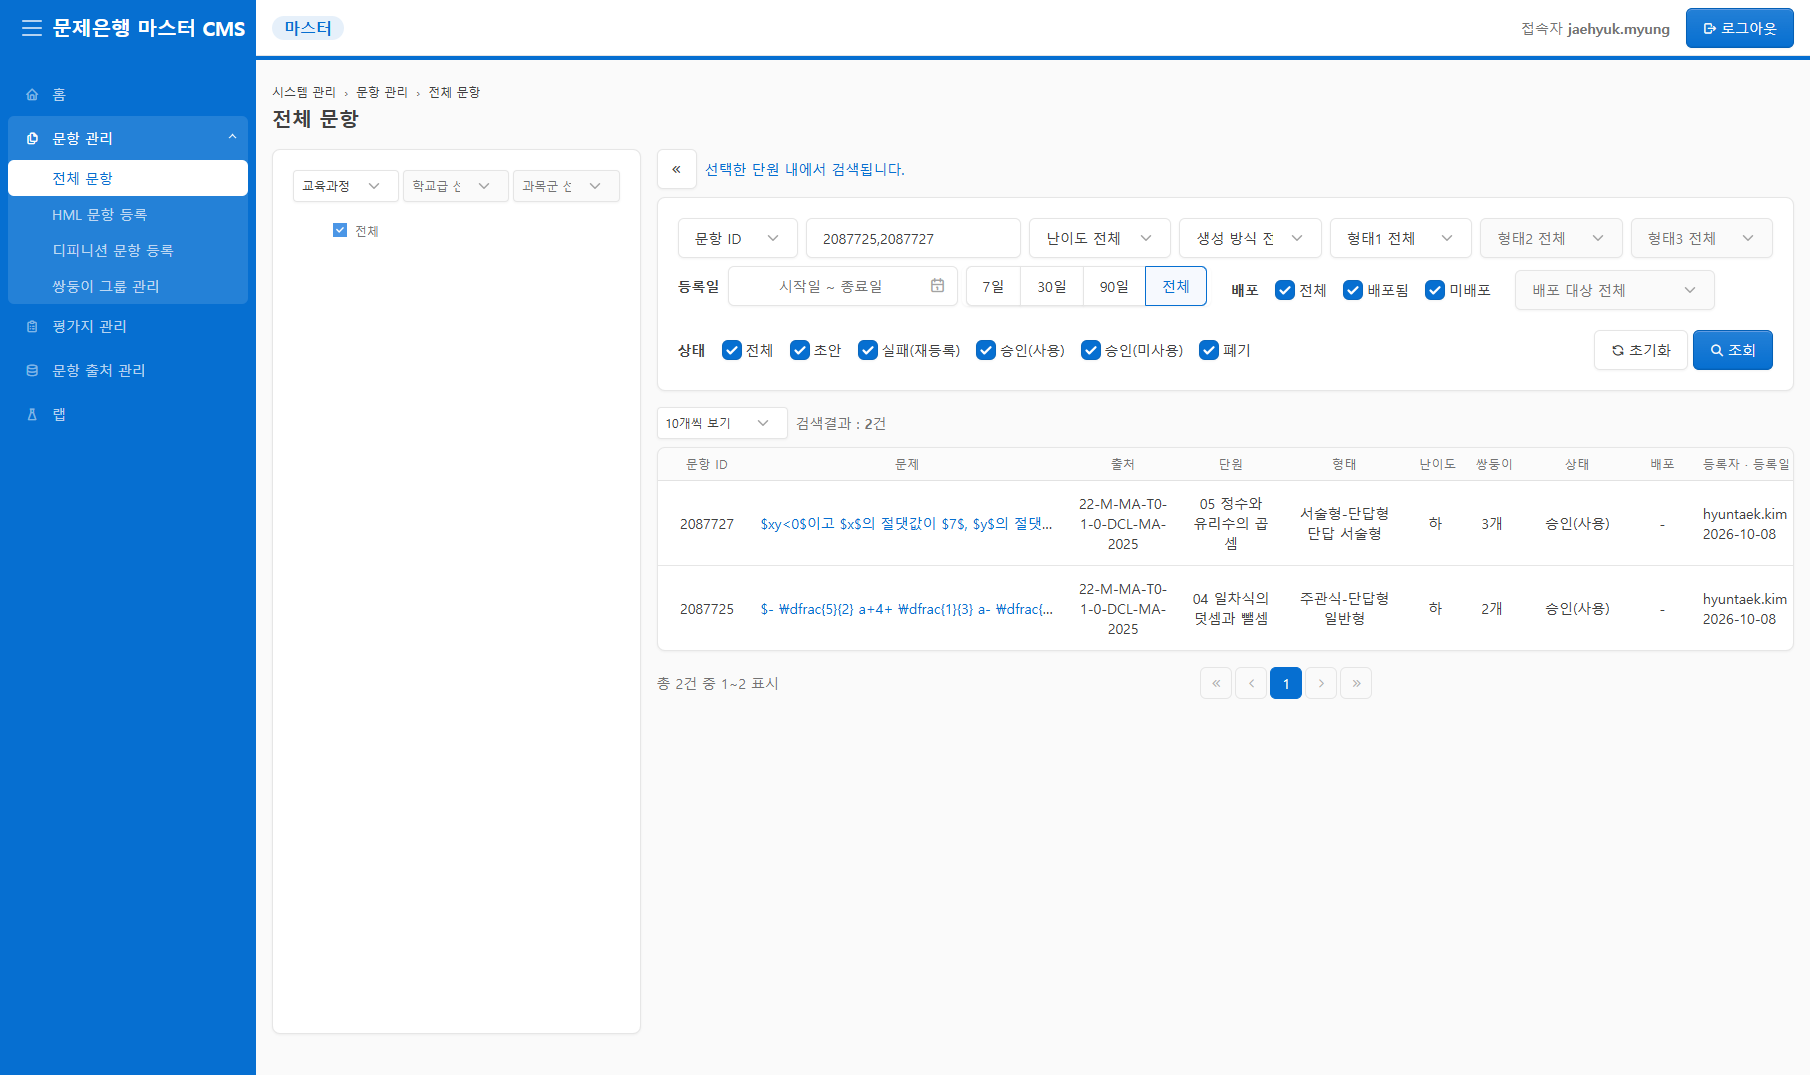 문제은행 마스터 CMS
홈
문항 관리
전체 문항
HML 문항 등록
디피니션 문항 등록
쌍둥이 그룹 관리
평가지 관리
문항 출처 관리
랩
마스터
접속자 jaehyuk.myung
로그아웃
시스템 관리 › 문항 관리 › 전체 문항
전체 문항
교육과정
학교급 선
과목군 선
전체
«
선택한 단원 내에서 검색됩니다.
문항 ID
2087725,2087727
난이도 전체
생성 방식 전
형태1 전체
형태2 전체
형태3 전체
등록일
시작일 ~ 종료일
7일
30일
90일
전체
배포
전체
배포됨
미배포
배포 대상 전체
상태
전체
초안
실패(재등록)
승인(사용)
승인(미사용)
폐기
초기화
조회
10개씩 보기
검색결과 : 2건
문항 ID 문제 출처 단원 형태 난이도 쌍둥이 상태 배포 등록자 · 등록일
2087727
$xy<0$이고 $x$의 절댓값이 $7$, $y$의 절댓...
22-M-MA-T0-
1-0-DCL-MA-
2025
05 정수와
유리수의 곱
셈
서술형-단답형
단답 서술형
하
3개
승인(사용)
-
hyuntaek.kim
2026-10-08
2087725
$- ₩dfrac{5}{2} a+4+ ₩dfrac{1}{3} a- ₩dfrac{...
22-M-MA-T0-
1-0-DCL-MA-
2025
04 일차식의
덧셈과 뺄셈
주관식-단답형
일반형
하
2개
승인(사용)
-
hyuntaek.kim
2026-10-08
총 2건 중 1~2 표시
« ‹ 1 › »